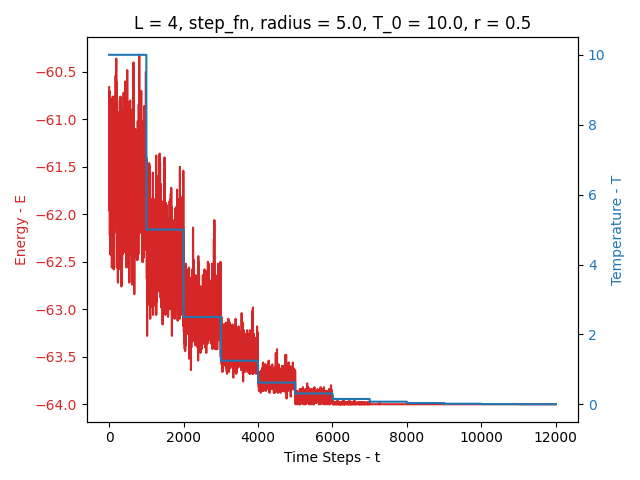 L = 4, step_fn, radius = 5.0, T_0 = 10.0, r = 0.5
−60.5
−61.0
−61.5
−62.0
−62.5
−63.0
−63.5
−64.0
Energy - E
10
8
6
4
2
0
Temperature - T
0 2000 4000 6000 8000 10000 12000
Time Steps - t